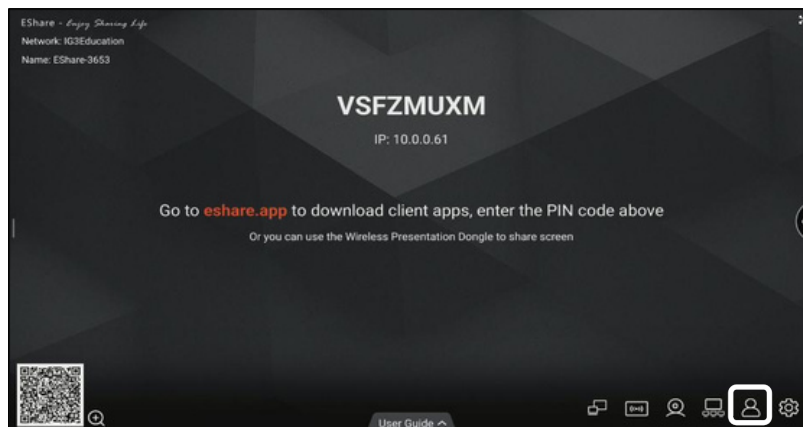 EShare - Enjoy Sharing Life
Network: IG3Education
Name: EShare-3653
VSFZMUXM
IP: 10.0.0.61
Go to eshare.app to download client apps, enter the PIN code above
Or you can use the Wireless Presentation Dongle to share screen
User Guide